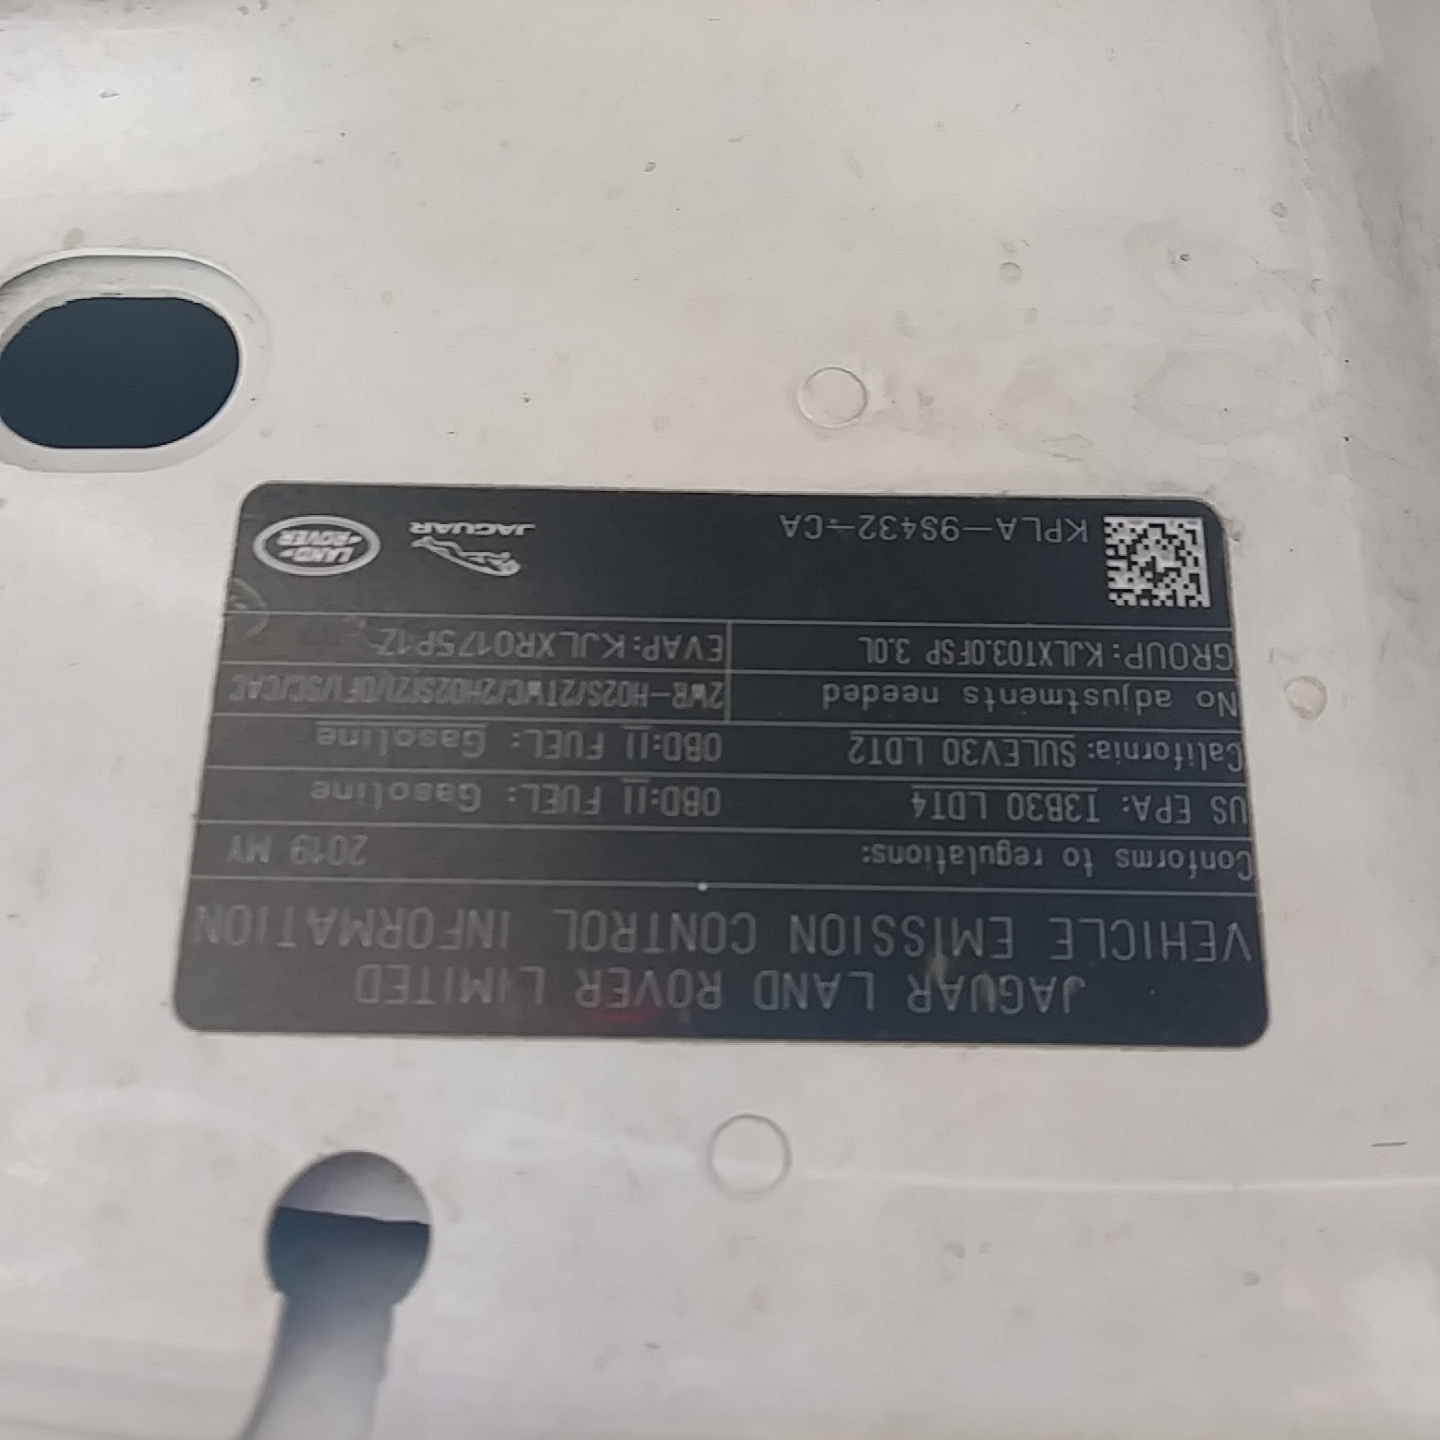 JAGUAR LAND ROVER LIMITED
VEHICLE EMISSION CONTROL INFORMATION
Conforms to regulations: 2019 MY
US EPA: T3B30 LDT4 OBD:II FUEL: Gasoline
California: SULEV30 LDT2 OBD:II FUEL: Gasoline
No adjustments needed 2WR-HO2S/2TWC/2HO2S(2)/DFI/SC/CAC
GROUP:KJLXT03.0FSP 3.0L EVAP:KJLXR0175P1Z
KPLA-9S432-CA
JAGUAR
LAND
ROVER